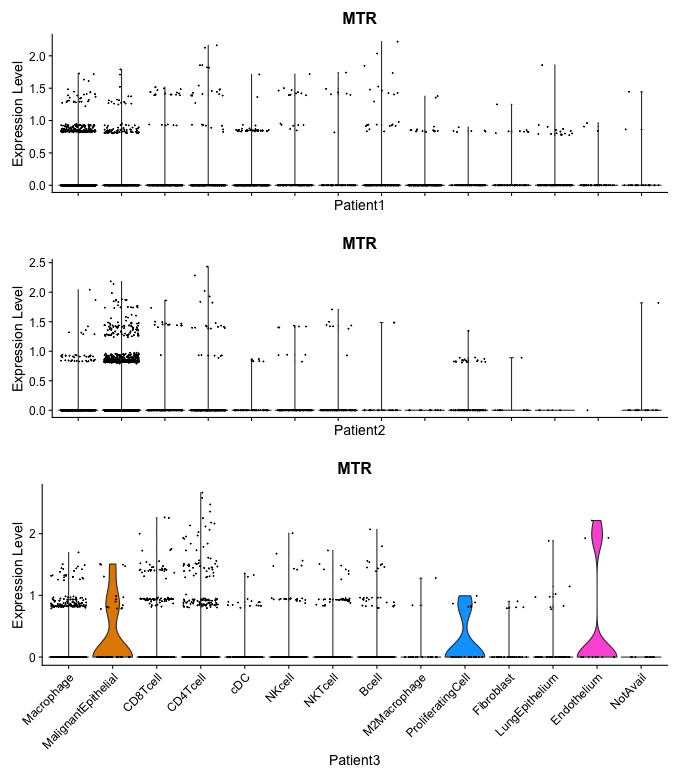 MTR
Expression Level
2.0
1.5
1.0
0.5
0.0
Patient1
MTR
Expression Level
2.5
2.0
1.5
1.0
0.5
0.0
Patient2
MTR
Expression Level
2
1
0
Macrophage
MalignantEpithelial
CD8Tcell
CD4Tcell
cDC
NKcell
NKTcell
Bcell
M2Macrophage
ProliferatingCell
Fibroblast
LungEpithelium
Endothelium
NotAvail
Patient3